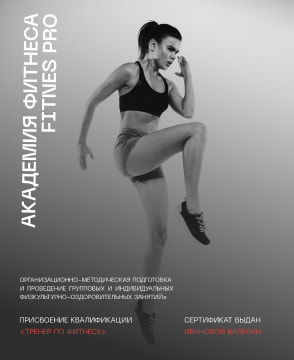 АКАДЕМИЯ ФИТНЕСА
FITNES PRO
ОРГАНИЗАЦИОННО-МЕТОДИЧЕСКАЯ ПОДГОТОВКА
И ПРОВЕДЕНИЕ ГРУППОВЫХ И ИНДИВИДУАЛЬНЫХ
ФИЗКУЛЬТУРНО-ОЗДОРОВИТЕЛЬНЫХ ЗАНЯТИЙ»
ПРИСВОЕНИЕ КВАЛИФИКАЦИИ
«ТРЕНЕР ПО ФИТНЕСУ»
СЕРТИФИКАТ ВЫДАН
ВАЛЕРИИ